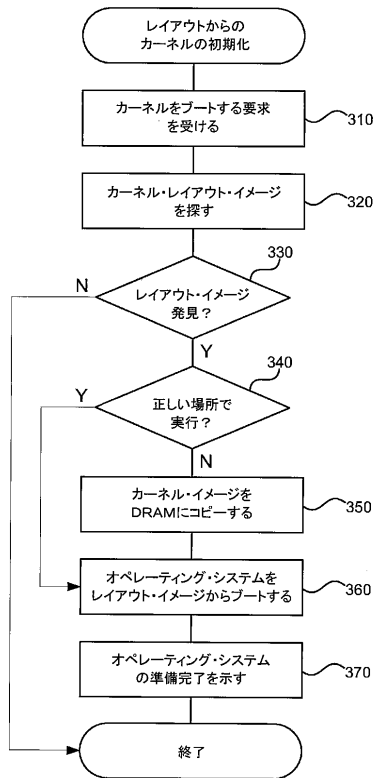 レイアウトからの
カーネルの初期化
カーネルをブートする要求
を受ける
310
カーネル・レイアウト・イメージ
を探す
320
330
N
レイアウト・イメージ
発見？
Y
340
Y
正しい場所で
実行？
N
カーネル・イメージを
DRAMにコピーする
350
オペレーティング・システムを
レイアウト・イメージからブートする
360
オペレーティング・システム
の準備完了を示す
370
終了